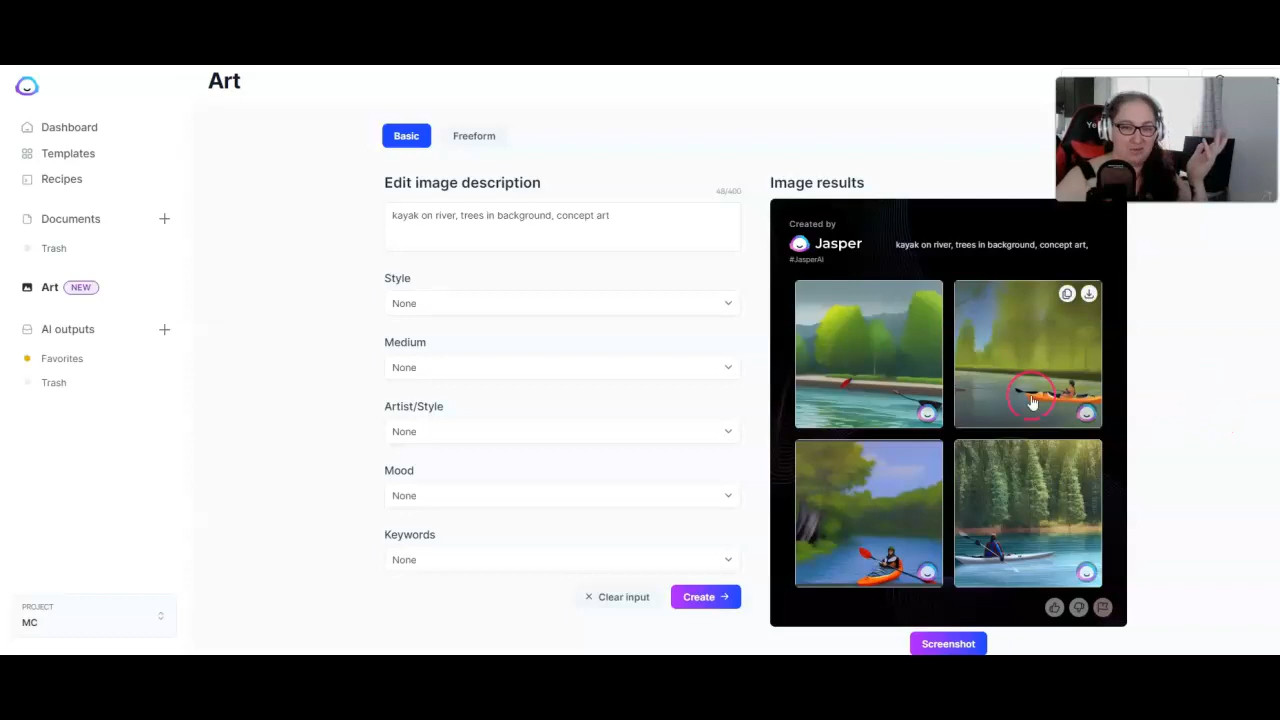 Art
Dashboard
Templates
Recipes
Documents
Trash
Art NEW
AI outputs
Favorites
Trash
PROJECT
MC
Basic
Freeform
Edit image description
48/400
kayak on river, trees in background, concept art
Style
None
Medium
None
Artist/Style
None
Mood
None
Keywords
None
Clear input
Create
Image results
Created by
Jasper
#JasperAI
kayak on river, trees in background, concept art,
Screenshot